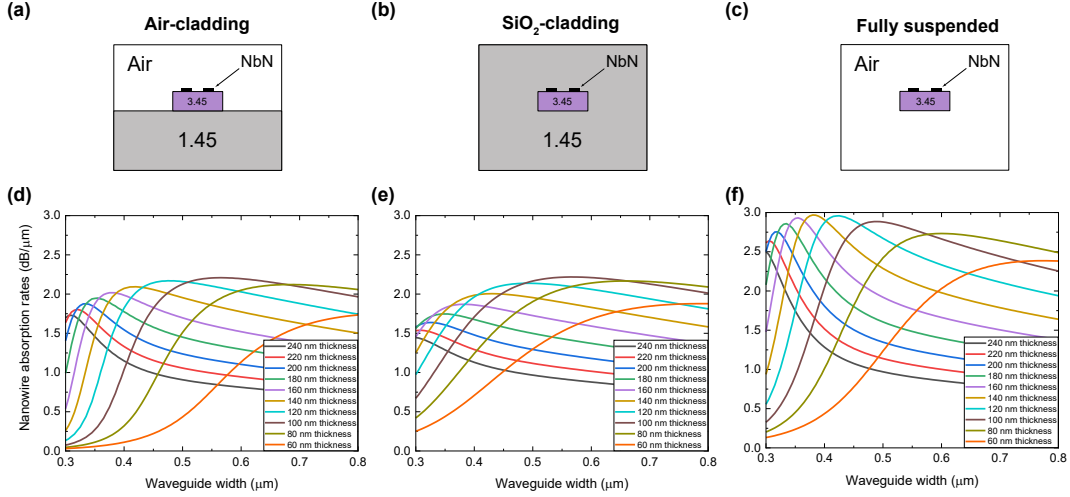 (a)
Air-cladding
Air
NbN
3.45
1.45
(b)
SiO₂-cladding
NbN
3.45
1.45
(c)
Fully suspended
Air
NbN
3.45
(d)
Nanowire absorption rates (dB/μm)
3.0
2.5
2.0
1.5
1.0
0.5
0.0
240 nm thickness
220 nm thickness
200 nm thickness
180 nm thickness
160 nm thickness
140 nm thickness
120 nm thickness
100 nm thickness
80 nm thickness
60 nm thickness
0.3 0.4 0.5 0.6 0.7 0.8
Waveguide width (μm)
(e)
3.0
2.5
2.0
1.5
1.0
0.5
0.0
240 nm thickness
220 nm thickness
200 nm thickness
180 nm thickness
160 nm thickness
140 nm thickness
120 nm thickness
100 nm thickness
80 nm thickness
60 nm thickness
0.3 0.4 0.5 0.6 0.7 0.8
Waveguide width (μm)
(f)
3.0
2.5
2.0
1.5
1.0
0.5
0.0
240 nm thickness
220 nm thickness
200 nm thickness
180 nm thickness
160 nm thickness
140 nm thickness
120 nm thickness
100 nm thickness
80 nm thickness
60 nm thickness
0.3 0.4 0.5 0.6 0.7 0.8
Waveguide width (μm)